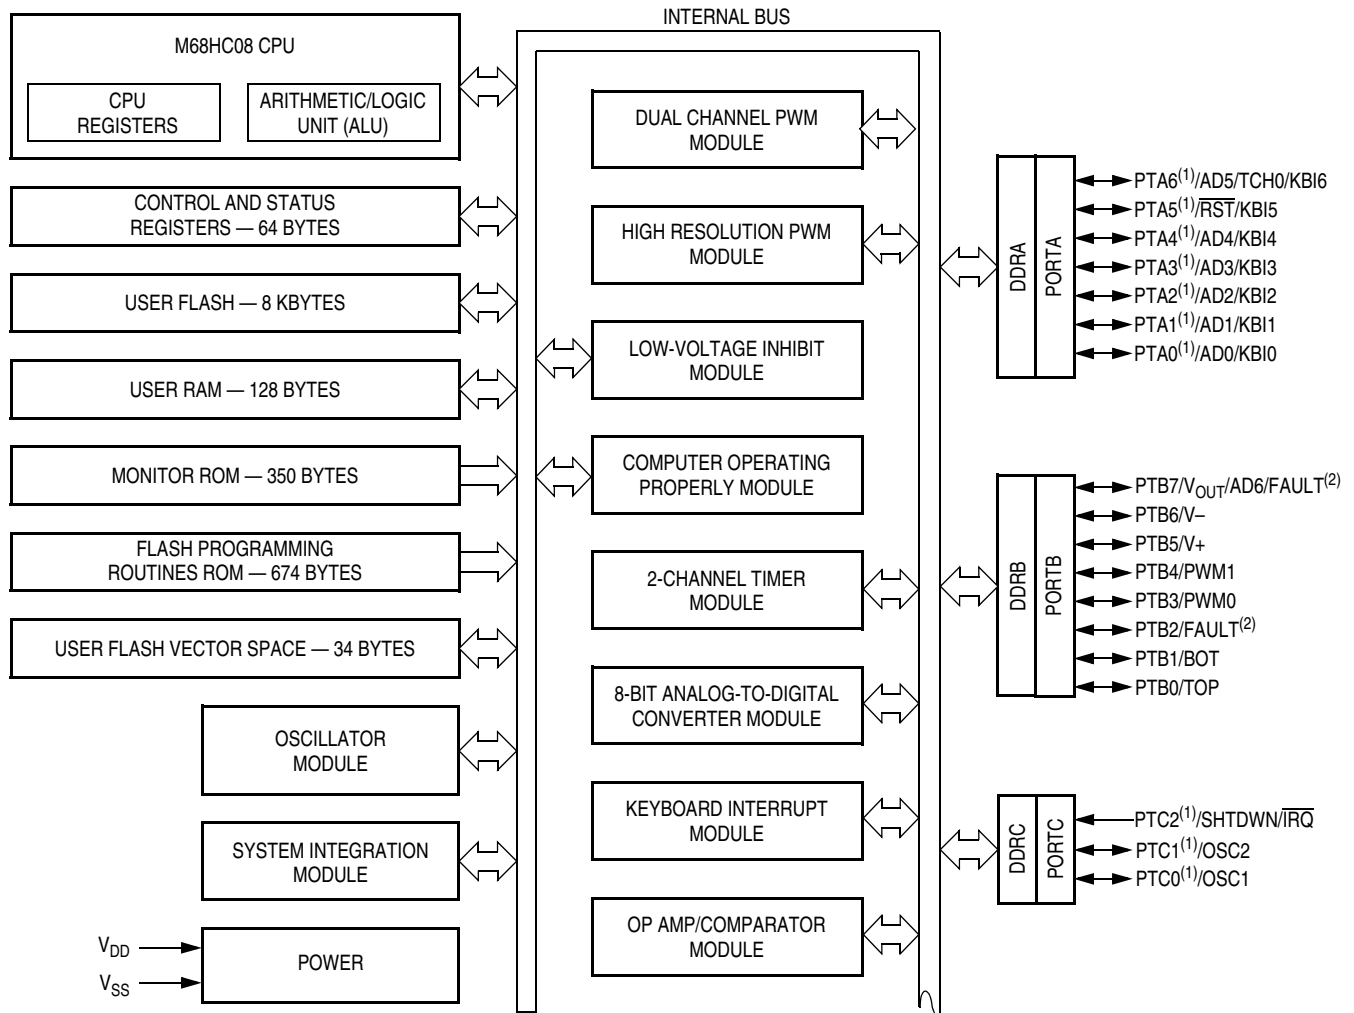 INTERNAL BUS
M68HC08 CPU
CPU
REGISTERS
ARITHMETIC/LOGIC
UNIT (ALU)
CONTROL AND STATUS
REGISTERS — 64 BYTES
USER FLASH — 8 KBYTES
USER RAM — 128 BYTES
MONITOR ROM — 350 BYTES
FLASH PROGRAMMING
ROUTINES ROM — 674 BYTES
USER FLASH VECTOR SPACE — 34 BYTES
OSCILLATOR
MODULE
SYSTEM INTEGRATION
MODULE
VDD
VSS
POWER
DUAL CHANNEL PWM
MODULE
HIGH RESOLUTION PWM
MODULE
LOW-VOLTAGE INHIBIT
MODULE
COMPUTER OPERATING
PROPERLY MODULE
2-CHANNEL TIMER
MODULE
8-BIT ANALOG-TO-DIGITAL
CONVERTER MODULE
KEYBOARD INTERRUPT
MODULE
OP AMP/COMPARATOR
MODULE
DDRA
PORTA
PTA6(1)/AD5/TCH0/KBI6
PTA5(1)/RST/KBI5
PTA4(1)/AD4/KBI4
PTA3(1)/AD3/KBI3
PTA2(1)/AD2/KBI2
PTA1(1)/AD1/KBI1
PTA0(1)/AD0/KBI0
DDRB
PORTB
PTB7/VOUT/AD6/FAULT(2)
PTB6/V–
PTB5/V+
PTB4/PWM1
PTB3/PWM0
PTB2/FAULT(2)
PTB1/BOT
PTB0/TOP
DDRC
PORTC
PTC2(1)/SHTDWN/IRQ
PTC1(1)/OSC2
PTC0(1)/OSC1